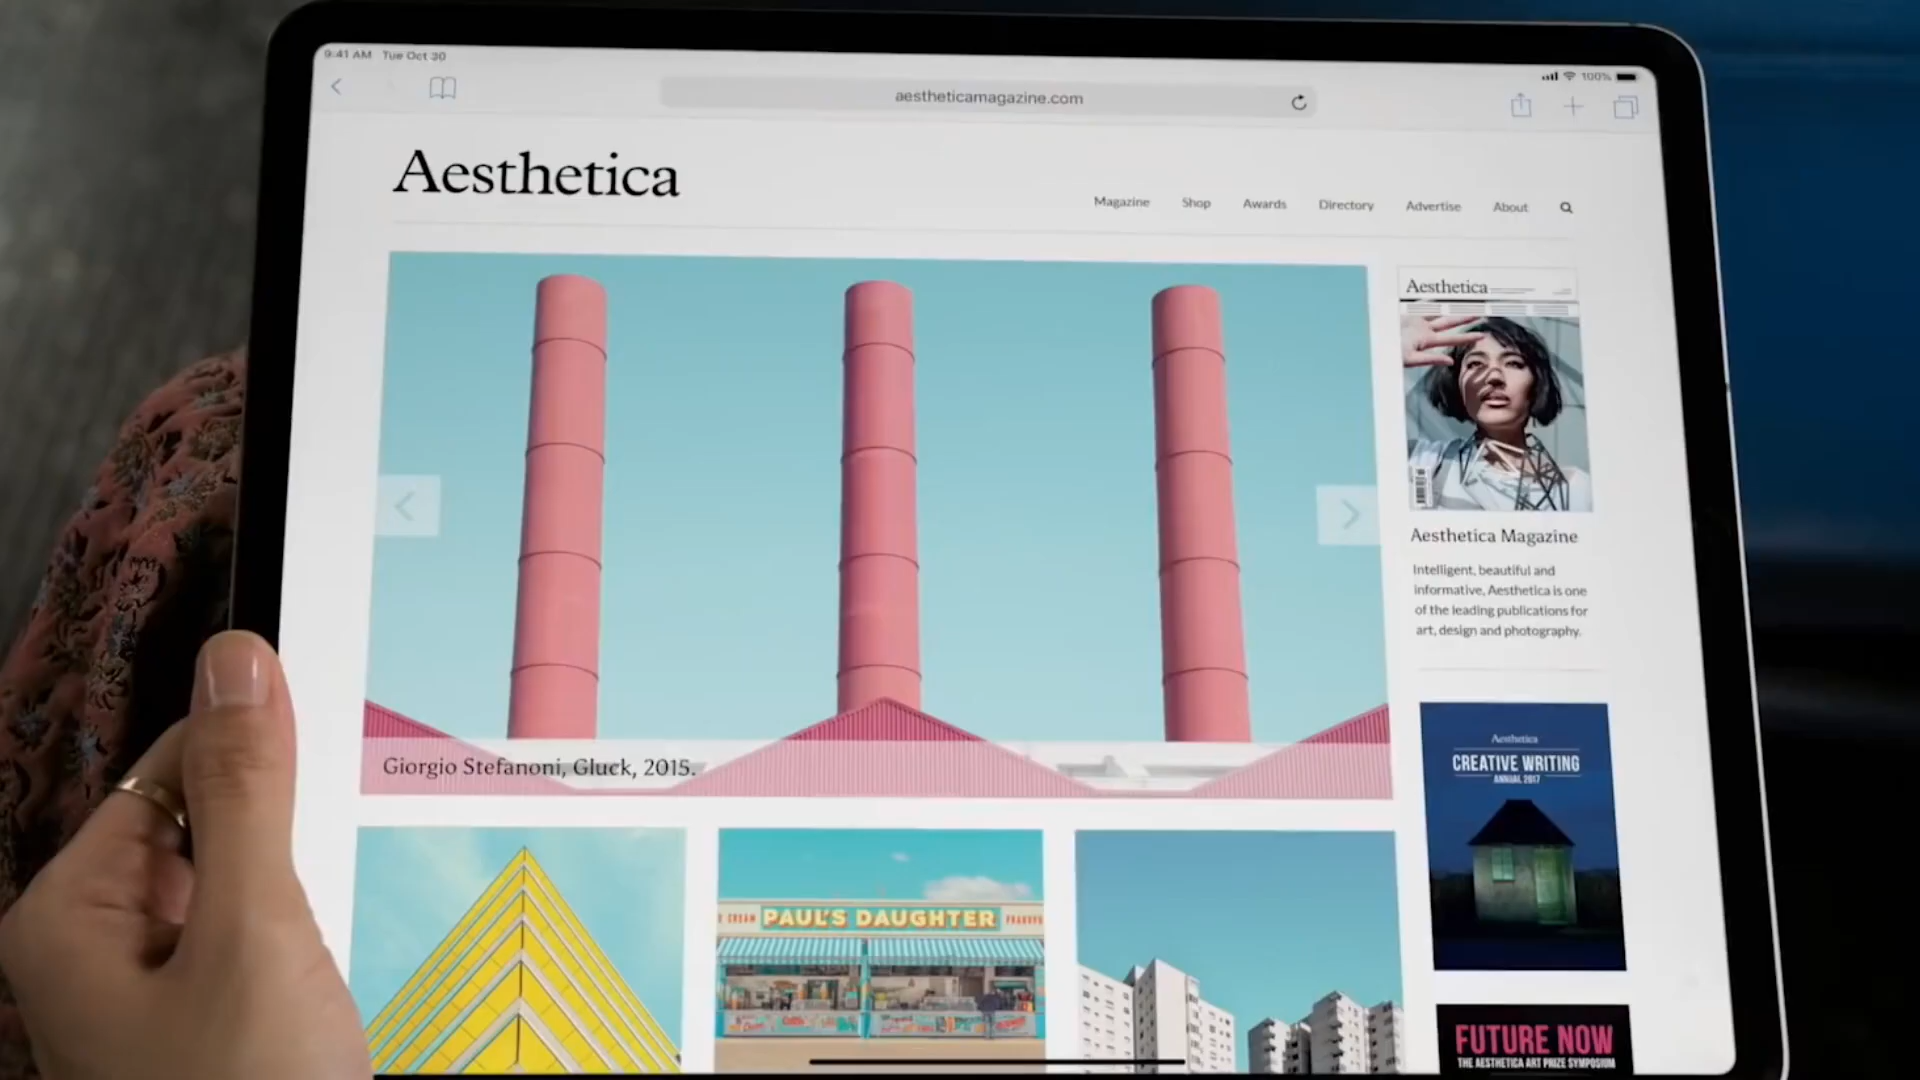 9:41 AM Tue Oct 30
100%
aestheticamagazine.com
Aesthetica
Magazine Shop Awards Directory Advertise About
Giorgio Stefanoni, Gluck, 2015.
Aesthetica
Aesthetica Magazine
Intelligent, beautiful and
informative, Aesthetica is one
of the leading publications for
art, design and photography.
Aesthetica
CREATIVE WRITING
ANNUAL 2017
PAUL'S DAUGHTER
FUTURE NOW
THE AESTHETICA ART PRIZE SYMPOSIUM